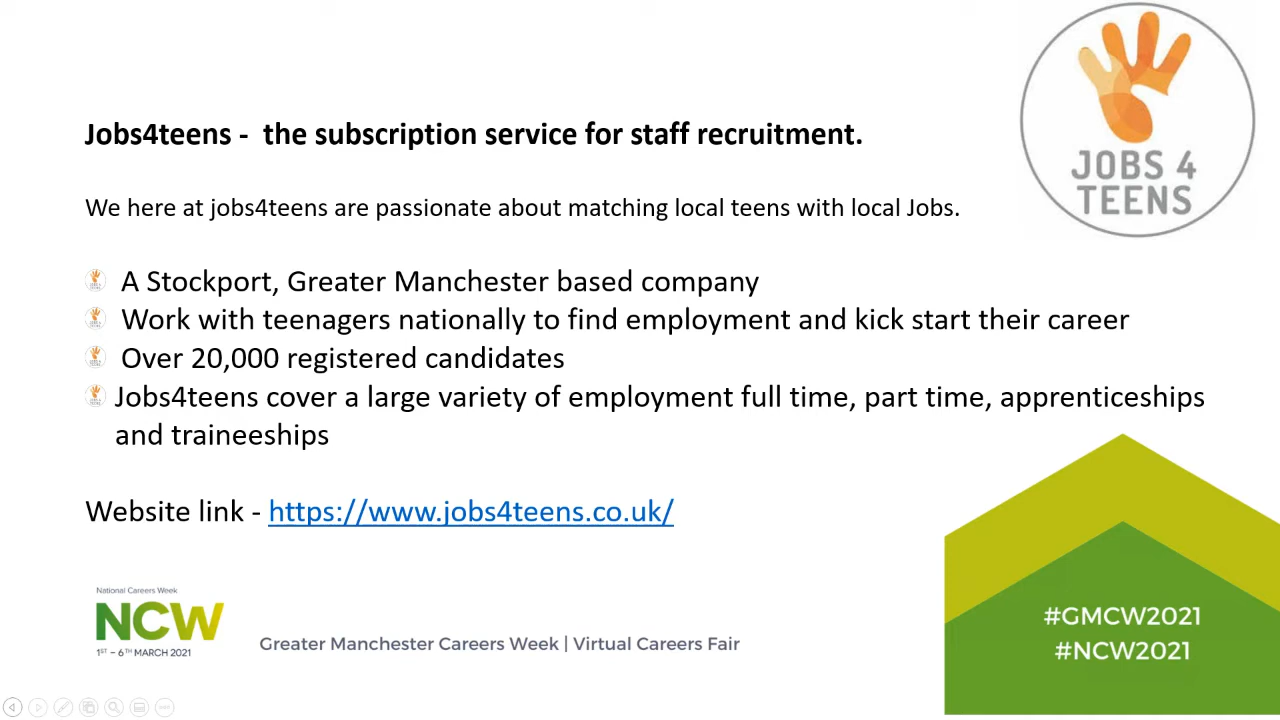 JOBS 4
TEENS
Jobs4teens -  the subscription service for staff recruitment.
We here at jobs4teens are passionate about matching local teens with local Jobs.
A Stockport, Greater Manchester based company
Work with teenagers nationally to find employment and kick start their career
Over 20,000 registered candidates
Jobs4teens cover a large variety of employment full time, part time, apprenticeships
and traineeships
Website link - https://www.jobs4teens.co.uk/
National Careers Week
NCW
1ST – 6TH MARCH 2021
Greater Manchester Careers Week | Virtual Careers Fair
#GMCW2021
#NCW2021